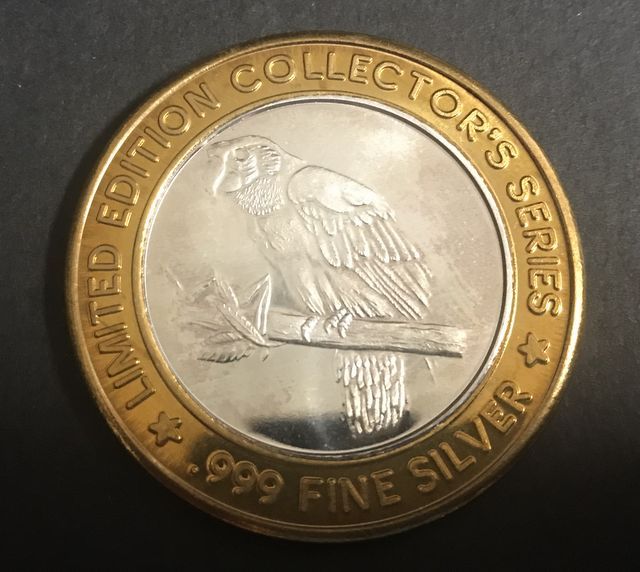 LIMITED EDITION COLLECTOR'S SERIES
.999 FINE SILVER